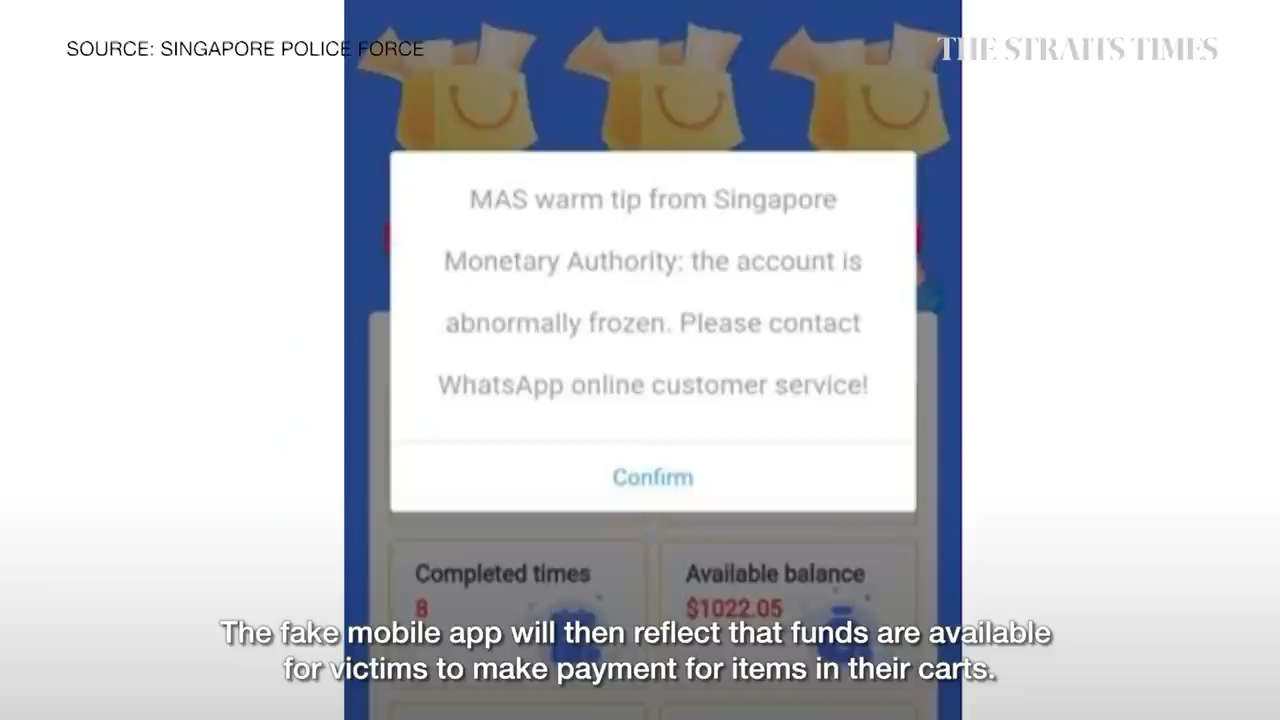 SOURCE: SINGAPORE POLICE FORCE
THE STRAITS TIMES
MAS warm tip from Singapore
Monetary Authority: the account is
abnormally frozen. Please contact
WhatsApp online customer service!
Confirm
Completed times
8
Available balance
$1022.05
The fake mobile app will then reflect that funds are available
for victims to make payment for items in their carts.